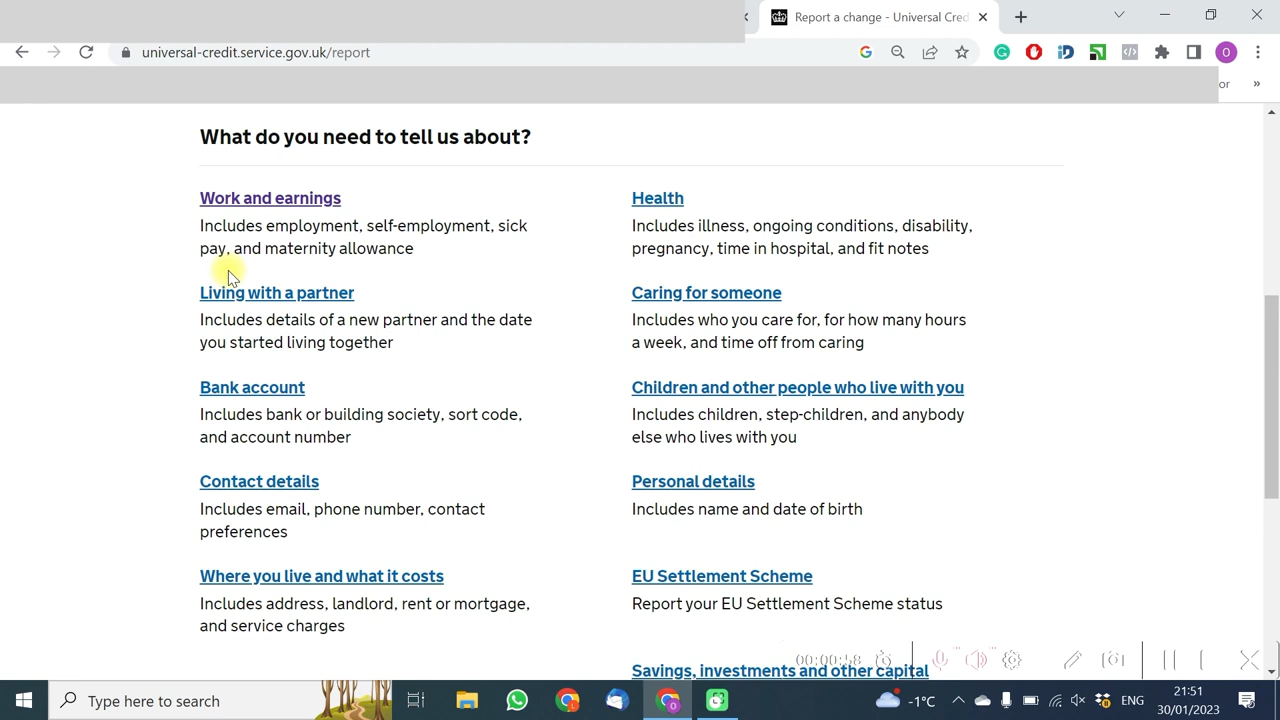 Report a change - Universal Cred
universal-credit.service.gov.uk/report
O
or
»
What do you need to tell us about?
Work and earnings
Includes employment, self-employment, sick
pay, and maternity allowance
Living with a partner
Includes details of a new partner and the date
you started living together
Bank account
Includes bank or building society, sort code,
and account number
Contact details
Includes email, phone number, contact
preferences
Where you live and what it costs
Includes address, landlord, rent or mortgage,
and service charges
Health
Includes illness, ongoing conditions, disability,
pregnancy, time in hospital, and fit notes
Caring for someone
Includes who you care for, for how many hours
a week, and time off from caring
Children and other people who live with you
Includes children, step-children, and anybody
else who lives with you
Personal details
Includes name and date of birth
EU Settlement Scheme
Report your EU Settlement Scheme status
Savings, investments and other capital
00:00:58
Type here to search
-1°C
ENG
21:51
30/01/2023